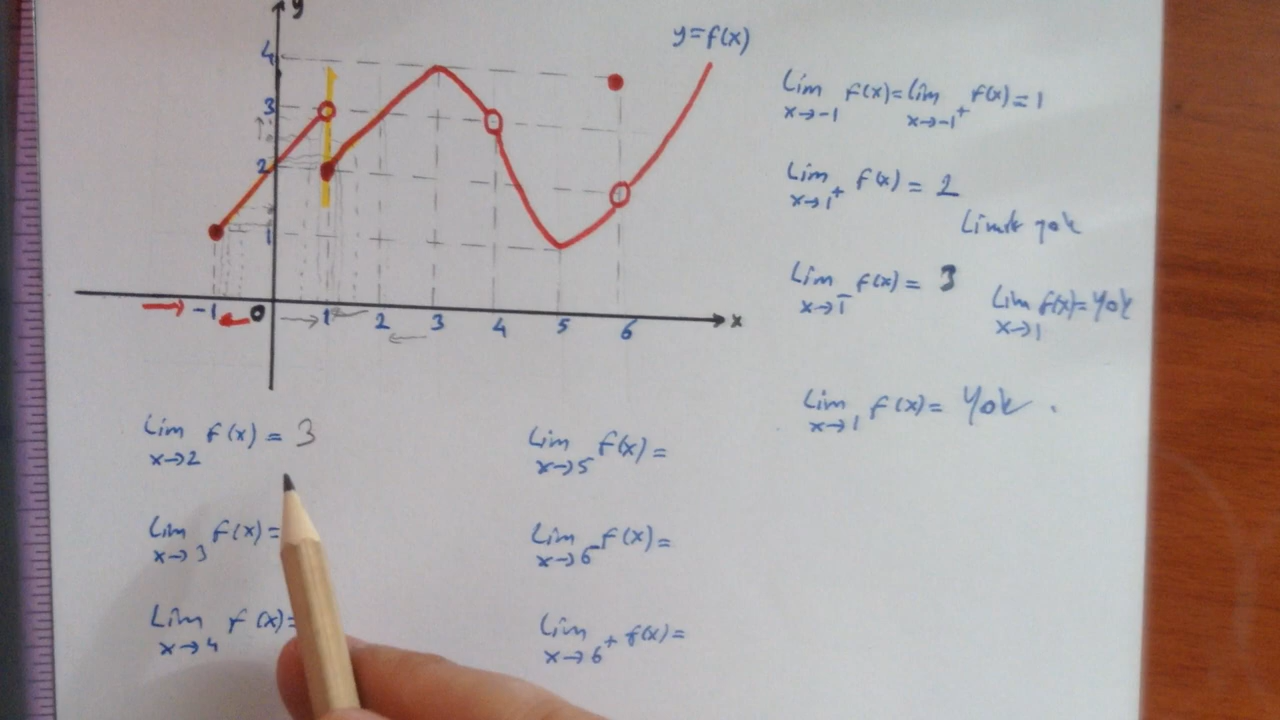 y
y=f(x)
4
3
2
1
-1 0 1 2 3 4 5 6 x
Lim x→-1 f(x)=Lim x→-1⁺ f(x)=1
Lim x→1⁺ f(x)= 2
Limit yok
Lim x→1⁻ f(x)= 3
Lim x→1 f(x)=Yok
Lim x→1 f(x)= Yok.
Lim x→2 f(x)= 3
Lim x→3 f(x)=
Lim x→4 f(x)=
Lim x→5 f(x)=
Lim x→6⁻ f(x)=
Lim x→6⁺ f(x)=